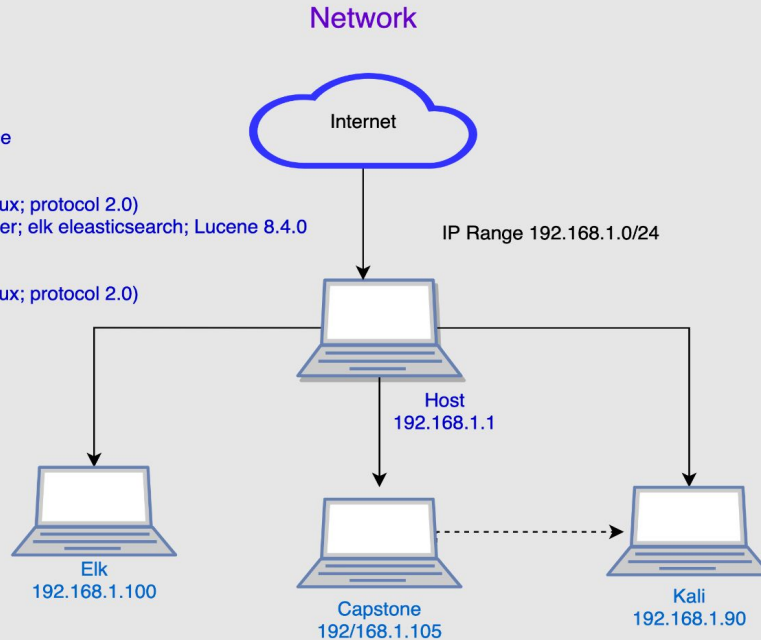 Network
Internet
e
ux; protocol 2.0)
er; elk eleasticsearch; Lucene 8.4.0
IP Range 192.168.1.0/24
ux; protocol 2.0)
Host
192.168.1.1
Elk
192.168.1.100
Capstone
192/168.1.105
Kali
192.168.1.90